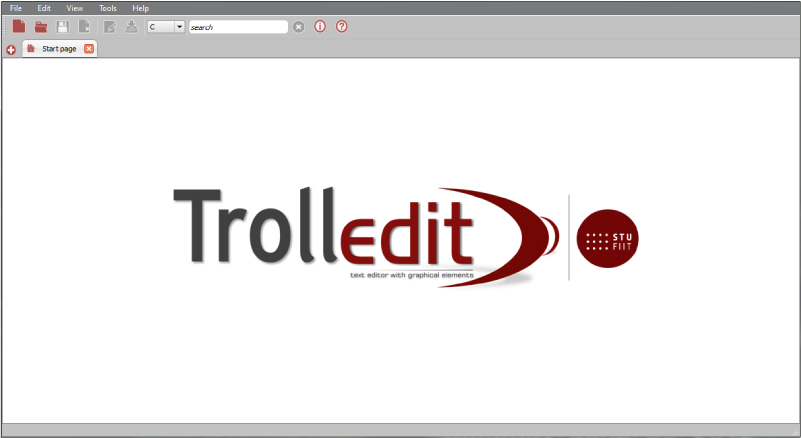 File Edit View Tools Help
C search
Start page
Trolledit
text editor with graphical elements
STU
FIIT